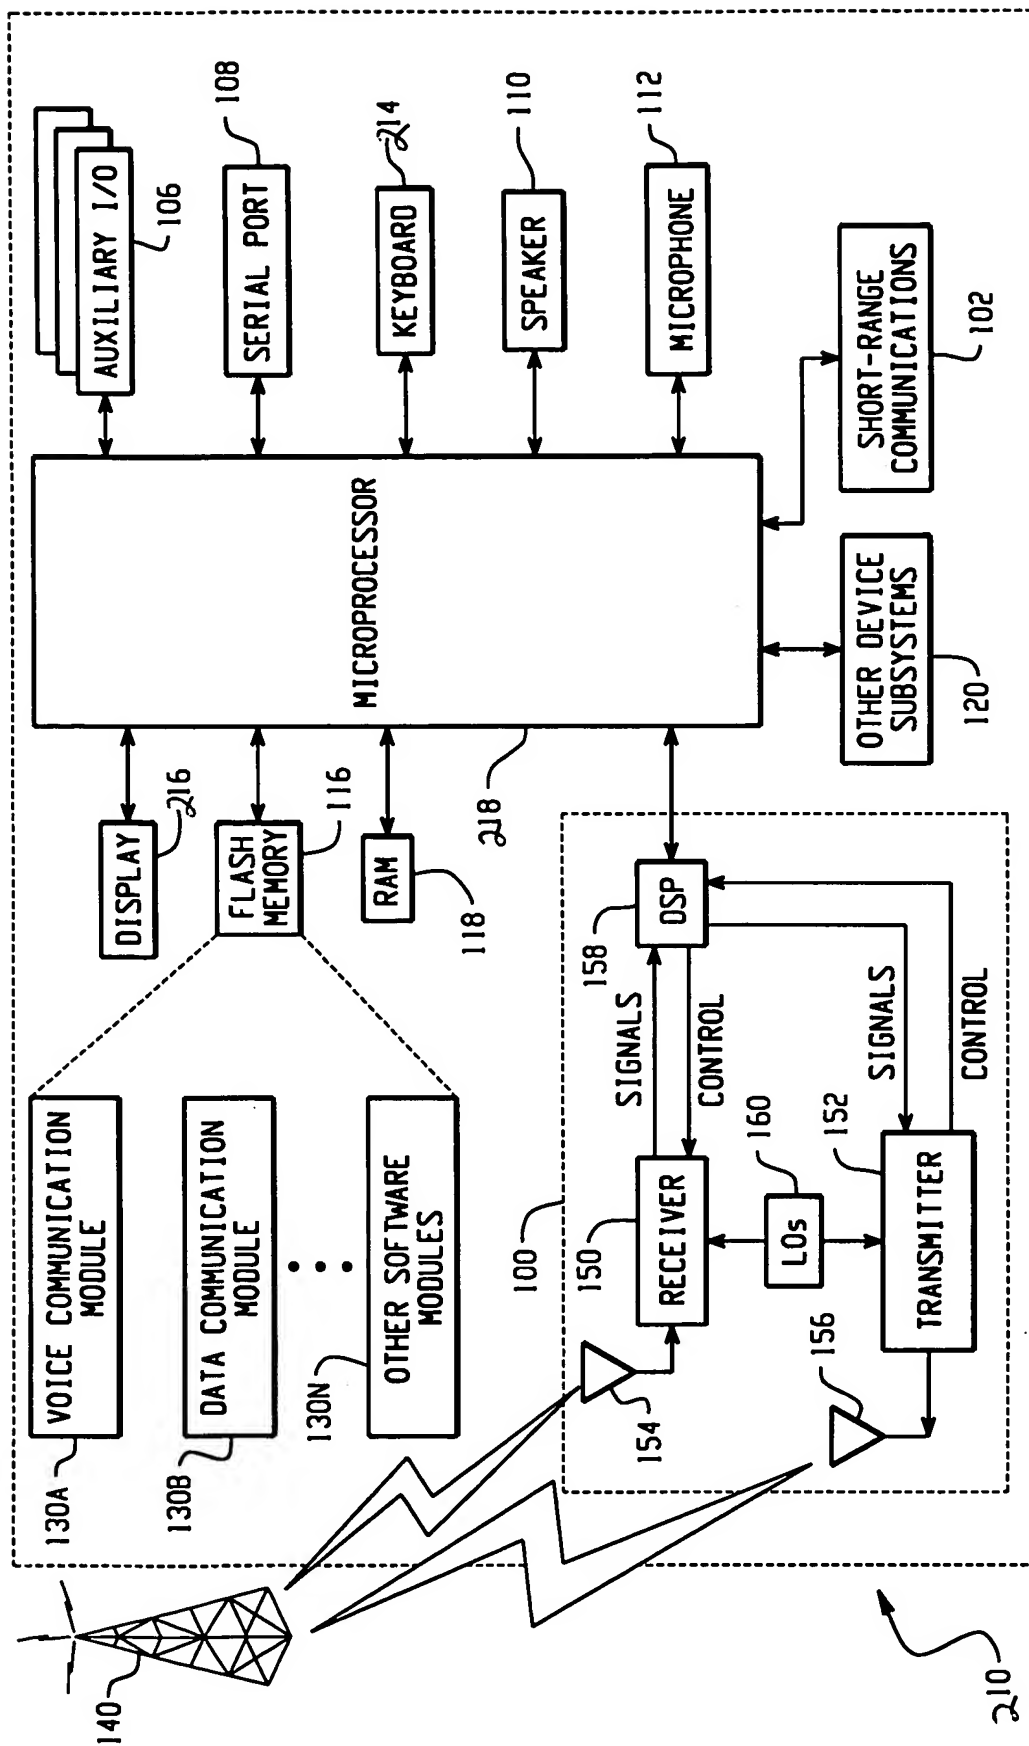 140
130A
VOICE COMMUNICATION
MODULE
130B
DATA COMMUNICATION
MODULE
130N
OTHER SOFTWARE
MODULES
DISPLAY
216
FLASH
MEMORY
116
RAM
118
218
MICROPROCESSOR
AUXILIARY I/O
106
SERIAL PORT
108
KEYBOARD
214
SPEAKER
110
MICROPHONE
112
SHORT-RANGE
COMMUNICATIONS
102
OTHER DEVICE
SUBSYSTEMS
120
100
158
DSP
SIGNALS
CONTROL
150
RECEIVER
154
160
LOs
156
152
TRANSMITTER
SIGNALS
CONTROL
210